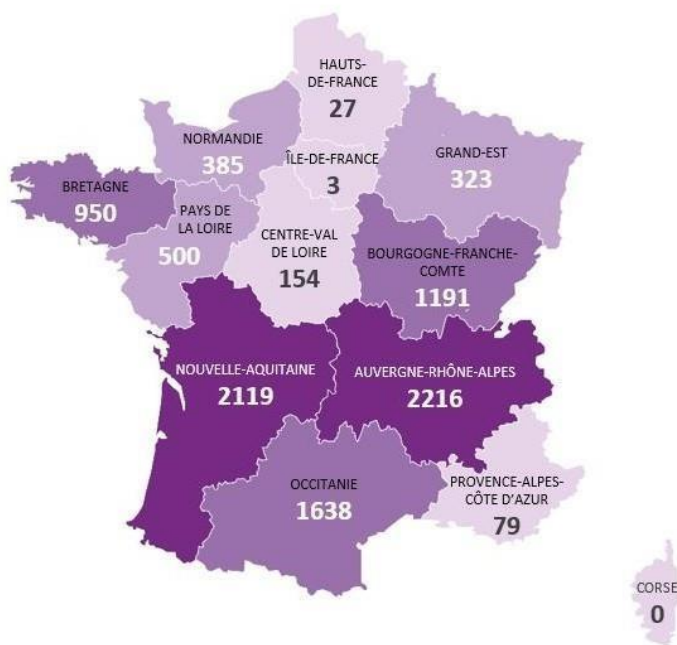 HAUTS-
DE-FRANCE
27
NORMANDIE
385
ÎLE-DE-FRANCE
3
GRAND-EST
323
BRETAGNE
950
PAYS DE
LA LOIRE
500
CENTRE-VAL
DE LOIRE
154
BOURGOGNE-FRANCHE-
COMTE
1191
NOUVELLE-AQUITAINE
2119
AUVERGNE-RHÔNE-ALPES
2216
OCCITANIE
1638
PROVENCE-ALPES-
CÔTE D'AZUR
79
CORSE
0